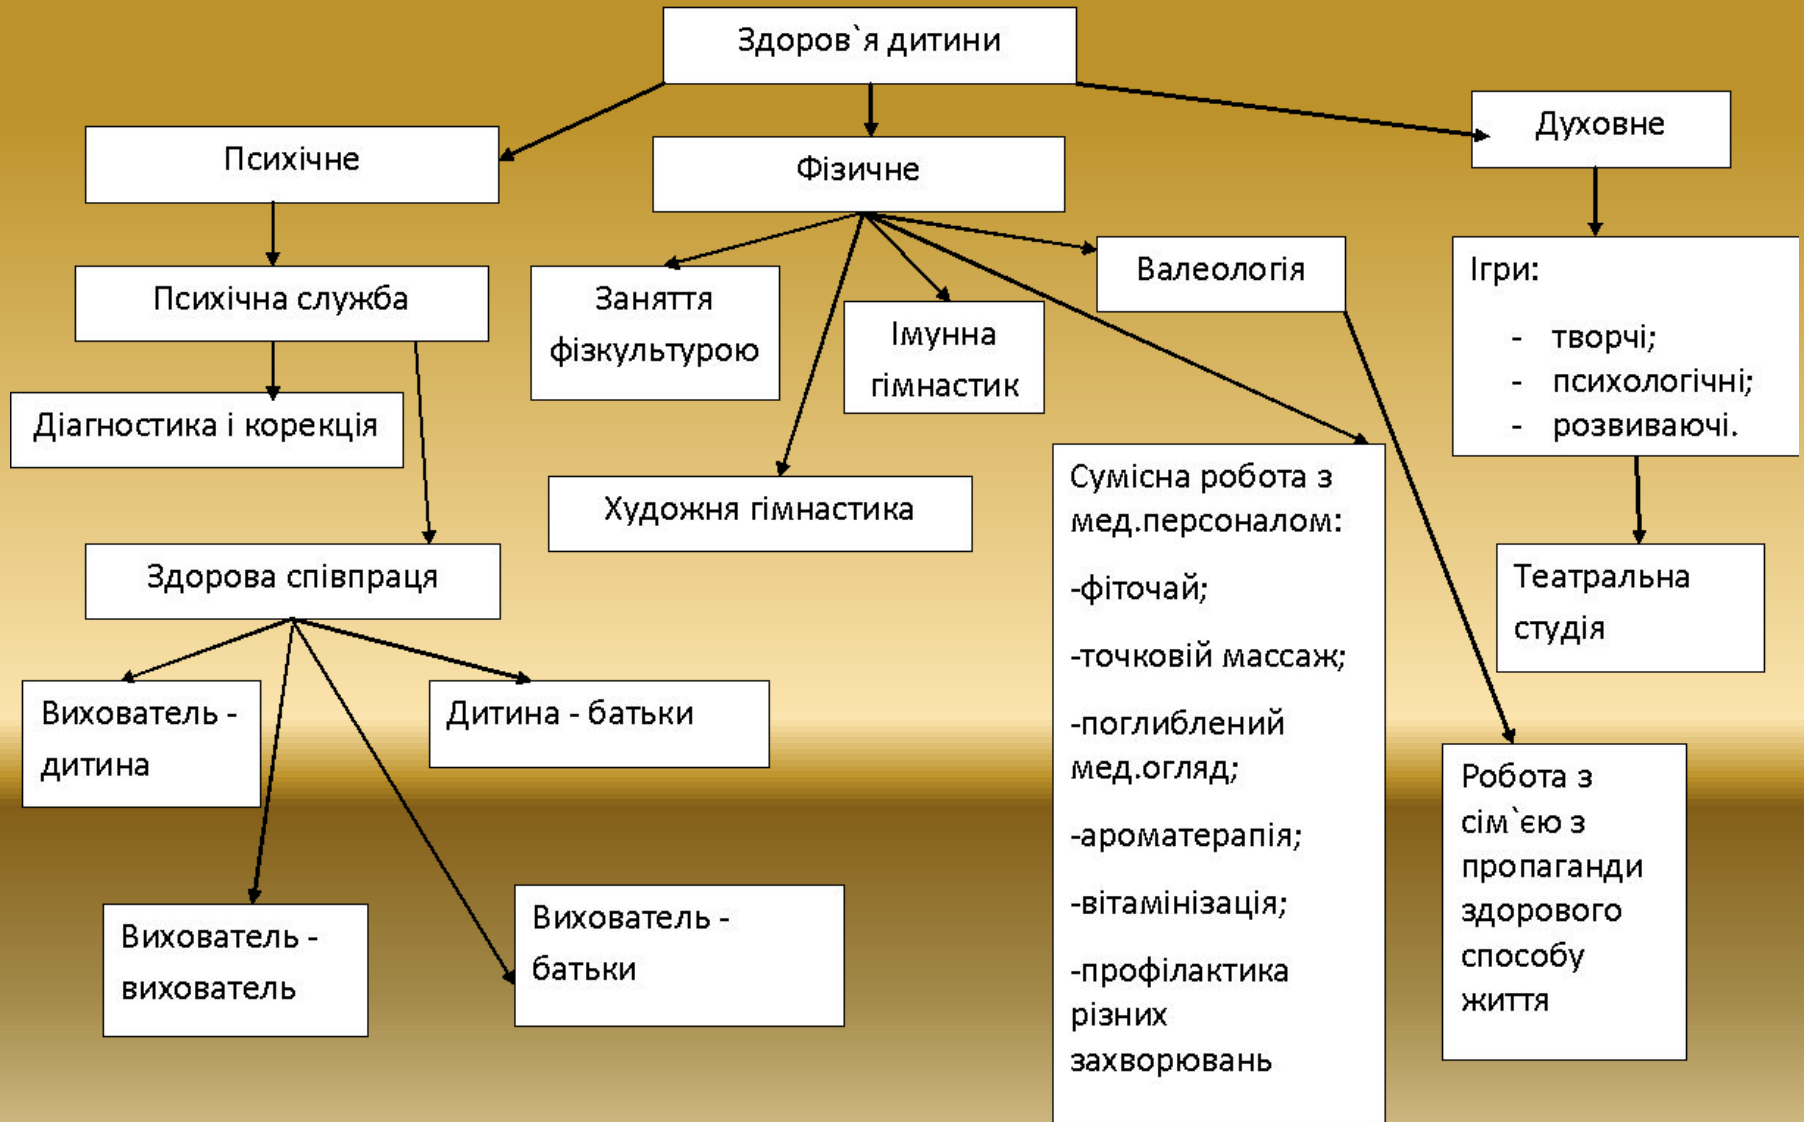 Здоров`я дитини
Психічне
Фізичне
Духовне
Психічна служба
Заняття
фізкультурою
Імунна
гімнастик
Валеологія
Ігри:
- творчі;
- психологічні;
- розвиваючі.
Діагностика і корекція
Художня гімнастика
Сумісна робота з
мед.персоналом:
-фіточай;
-точковій массаж;
-поглиблений
мед.огляд;
-ароматерапія;
-вітамінізація;
-профілактика
різних
захворювань
Театральна
студія
Здорова співпраця
Вихователь -
дитина
Дитина - батьки
Вихователь -
вихователь
Вихователь -
батьки
Робота з
сім`єю з
пропаганди
здорового
способу
життя